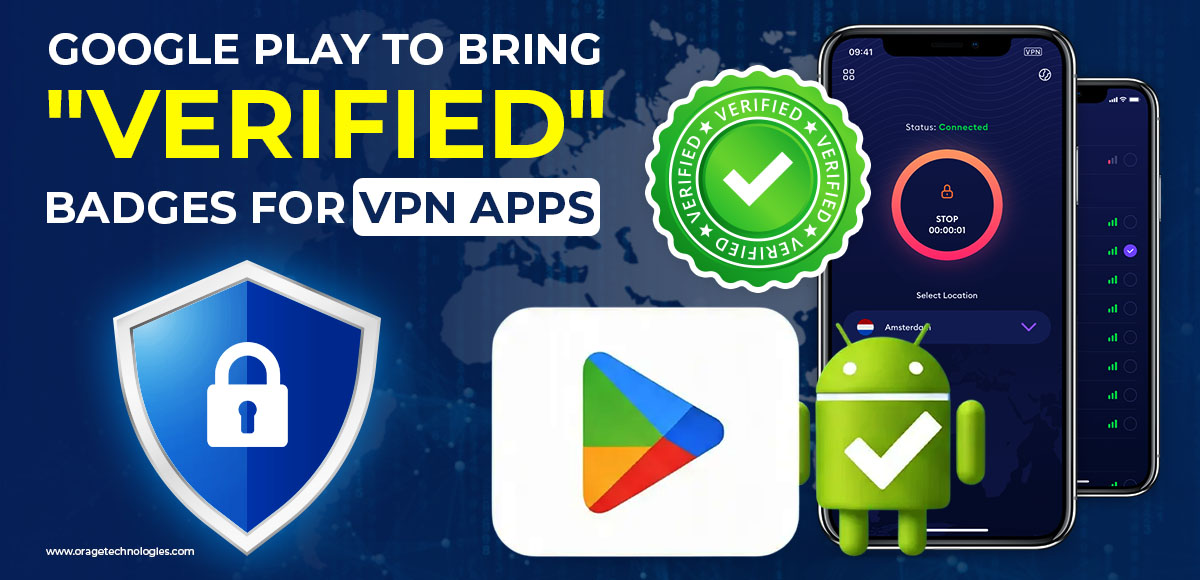 GOOGLE PLAY TO BRING
"VERIFIED"
BADGES FOR VPN APPS
VERIFIED ★ VERIFIED ★ VERIFIED ★ VERIFIED ★
09:41
VPN
Status: Connected
STOP
00:00:01
Select Location
Amsterdam
www.oragetechnologies.com